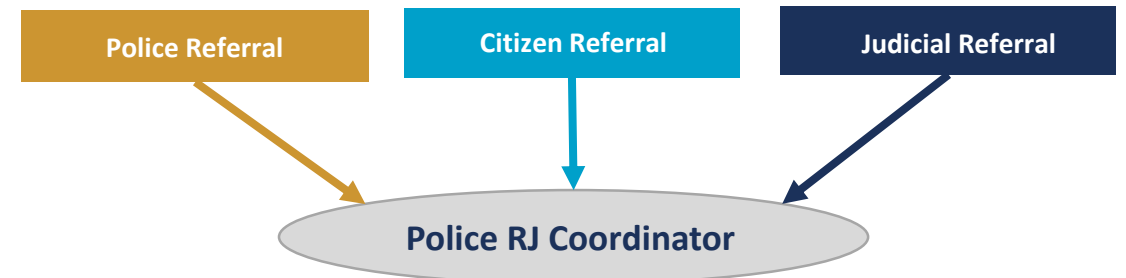 Police Referral
Citizen Referral
Judicial Referral
Police RJ Coordinator